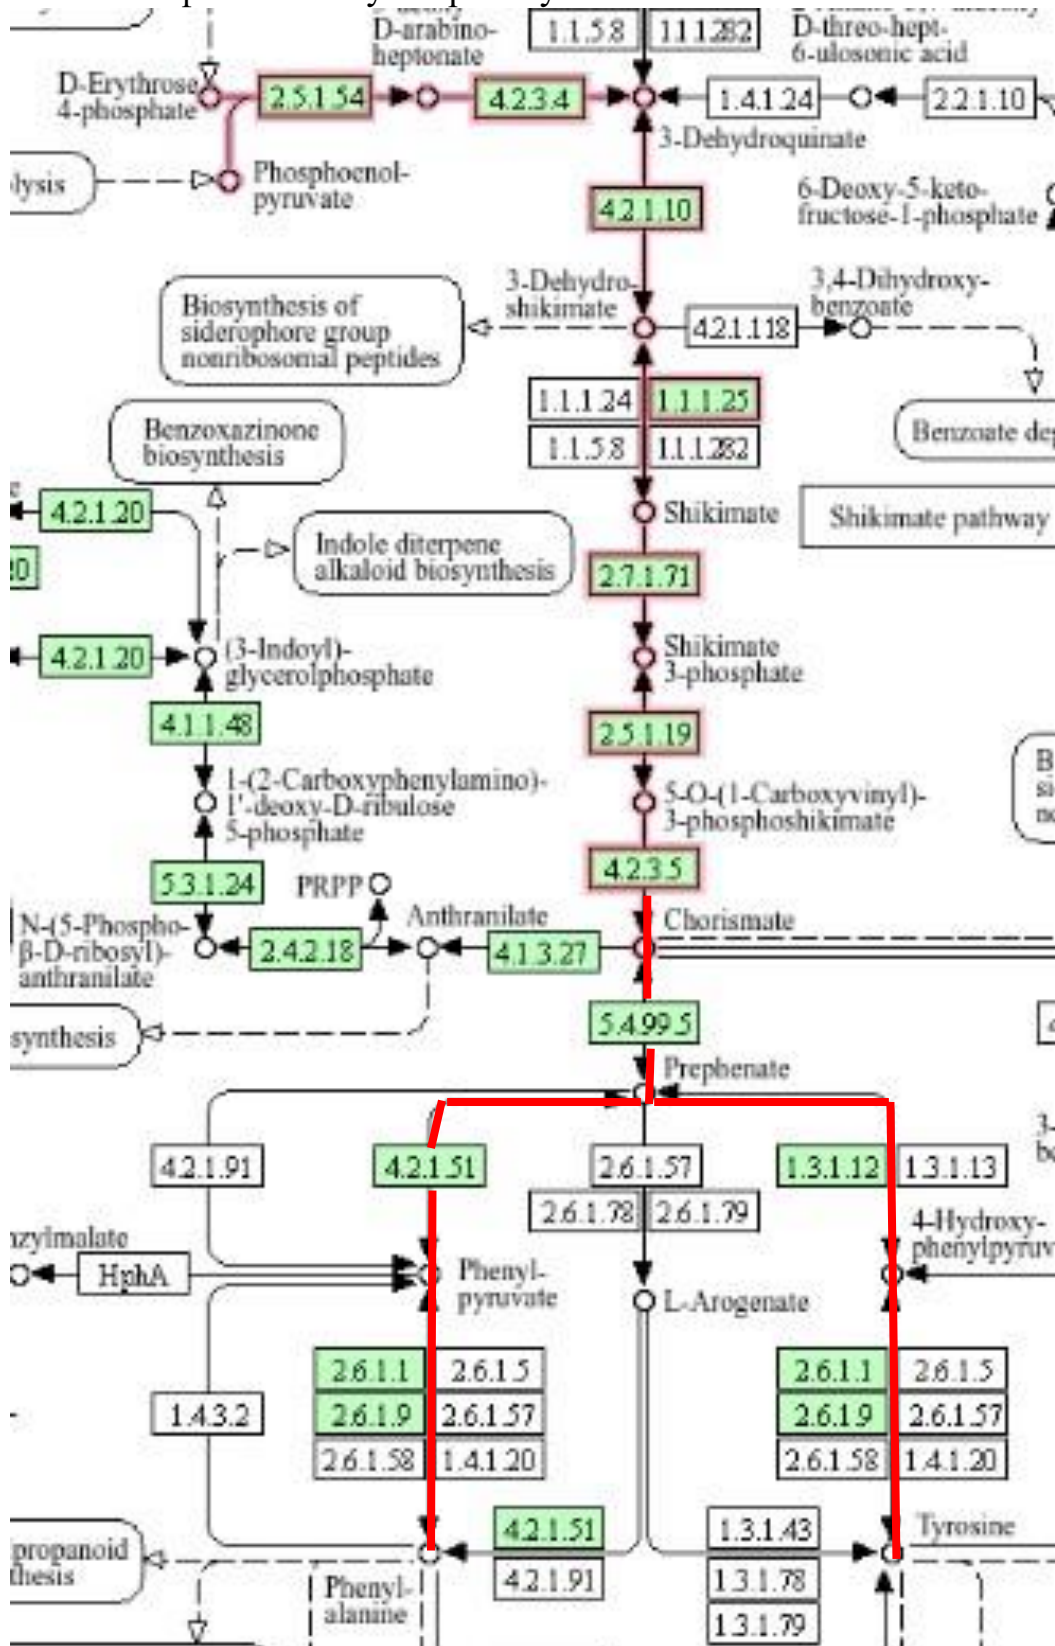 D-arabino-
heptonate
1.1.5.8
1.1.1.282
D-threo-hept-
6-ulosonic acid
D-Erythrose
4-phosphate
2.5.1.54
4.2.3.4
1.4.1.24
2.2.1.10
3-Dehydroquinate
lysis
Phosphoenol-
pyruvate
4.2.1.10
6-Deoxy-5-keto-
fructose-1-phosphate
3-Dehydro-
shikimate
3,4-Dihydroxy-
benzoate
Biosynthesis of
siderophore group
nonribosomal peptides
4.2.1.118
1.1.1.24
1.1.1.25
1.1.5.8
1.1.1.282
Benzoxazinone
biosynthesis
Benzoate deg
4.2.1.20
Shikimate
Shikimate pathway
Indole diterpene
alkaloid biosynthesis
20
2.7.1.71
4.2.1.20
(3-Indoyl)-
glycerolphosphate
Shikimate
3-phosphate
4.1.1.48
2.5.1.19
1-(2-Carboxyphenylamino)-
1'-deoxy-D-ribulose
5-phosphate
5-O-(1-Carboxyvinyl)-
3-phosphoshikimate
B
si
no
4.2.3.5
5.3.1.24
PRPP
N-(5-Phospho-
β-D-ribosyl)-
anthranilate
2.4.2.18
Anthranilate
4.1.3.27
Chorismate
synthesis
5.4.99.5
4
Prephenate
4.2.1.91
4.2.1.51
2.6.1.57
1.3.1.12
1.3.1.13
3-
be
2.6.1.78
2.6.1.79
4-Hydroxy-
phenylpyruv
nzylmalate
HphA
Phenyl-
pyruvate
L-Arogenate
2.6.1.1
2.6.1.5
2.6.1.1
2.6.1.5
1.4.3.2
2.6.1.9
2.6.1.57
2.6.1.9
2.6.1.57
2.6.1.58
1.4.1.20
2.6.1.58
1.4.1.20
propanoid
thesis
4.2.1.51
1.3.1.43
Tyrosine
Phenyl-
alanine
4.2.1.91
1.3.1.78
1.3.1.79